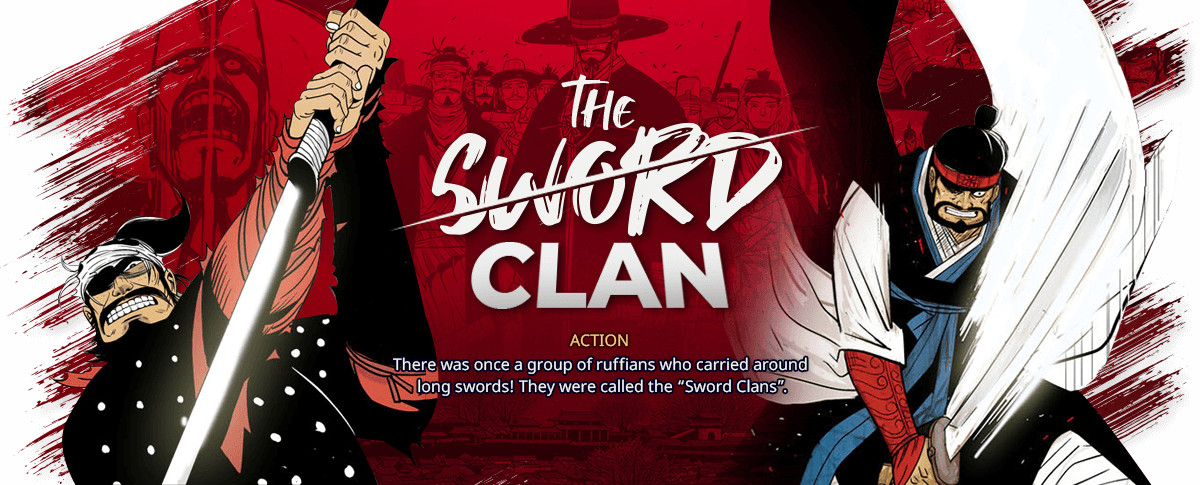 THE
SWORD
CLAN
ACTION
There was once a group of ruffians who carried around
long swords! They were called the “Sword Clans”.